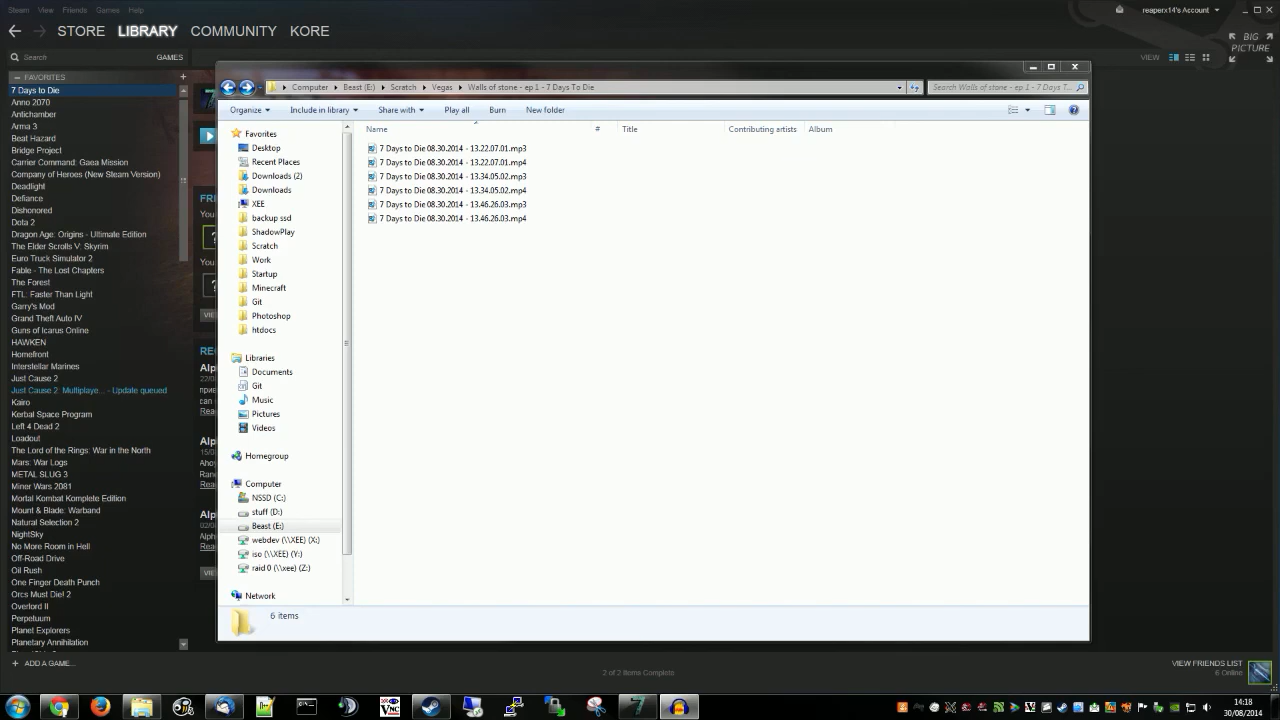 Steam View Friends Games Help
reaperx14's Account
STORE LIBRARY COMMUNITY KORE
BIG PICTURE
Search GAMES
VIEW
FAVORITES
7 Days to Die
Anno 2070
Antichamber
Arma 3
Beat Hazard
Bridge Project
Carrier Command: Gaea Mission
Company of Heroes (New Steam Version)
Deadlight
Defiance
Dishonored
Dota 2
Dragon Age: Origins - Ultimate Edition
The Elder Scrolls V: Skyrim
Euro Truck Simulator 2
Fable - The Lost Chapters
The Forest
FTL: Faster Than Light
Garry's Mod
Grand Theft Auto IV
Guns of Icarus Online
HAWKEN
Homefront
Interstellar Marines
Just Cause 2
Just Cause 2: Multiplaye... - Update queued
Kairo
Kerbal Space Program
Left 4 Dead 2
Loadout
The Lord of the Rings: War in the North
Mars: War Logs
METAL SLUG 3
Miner Wars 2081
Mortal Kombat Komplete Edition
Mount & Blade: Warband
Natural Selection 2
NightSky
No More Room in Hell
Off-Road Drive
Oil Rush
One Finger Death Punch
Orcs Must Die! 2
Overlord II
Perpetuum
Planet Explorers
Planetary Annihilation
ADD A GAME...
Computer Beast (E:) Scratch Vegas Walls of stone - ep 1 - 7 Days To Die
Search Walls of stone - ep 1 - 7 Days To Die
Organize Include in library Share with Play all Burn New folder
Favorites
Desktop
Recent Places
Downloads (2)
Downloads
XEE
backup ssd
ShadowPlay
Scratch
Work
Startup
Minecraft
Git
Photoshop
htdocs
Libraries
Documents
Git
Music
Pictures
Videos
Homegroup
Computer
NSSD (C:)
stuff (D:)
Beast (E:)
webdev (\\XEE) (X:)
iso (\\XEE) (Y:)
raid 0 (\\xee) (Z:)
Network
Name # Title Contributing artists Album
7 Days to Die 08.30.2014 - 13.22.07.01.mp3
7 Days to Die 08.30.2014 - 13.22.07.01.mp4
7 Days to Die 08.30.2014 - 13.34.05.02.mp3
7 Days to Die 08.30.2014 - 13.34.05.02.mp4
7 Days to Die 08.30.2014 - 13.46.26.03.mp3
7 Days to Die 08.30.2014 - 13.46.26.03.mp4
6 items
2 of 2 Items Complete
VIEW FRIENDS LIST
6 Online
14:18
30/08/2014